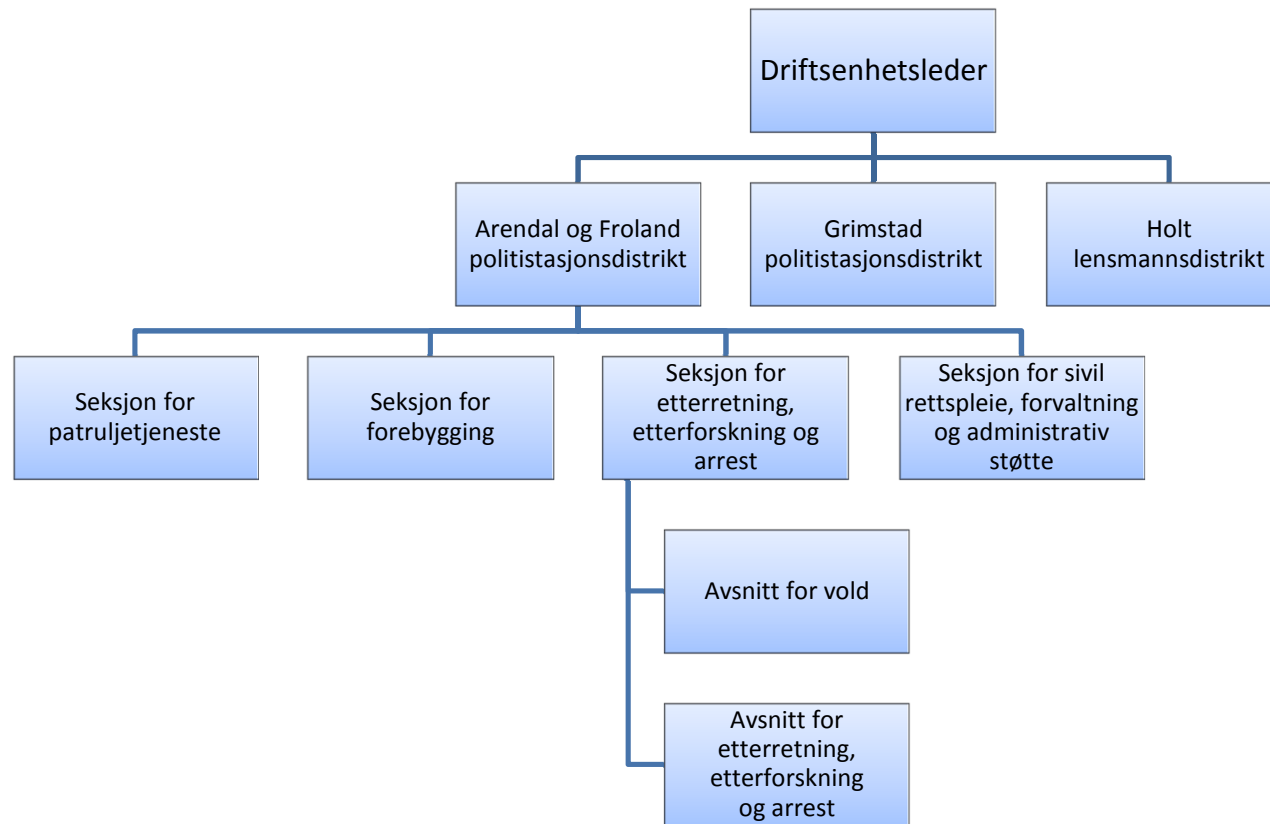 Driftsenhetsleder
Arendal og Froland
politistasjonsdistrikt
Grimstad
politistasjonsdistrikt
Holt
lensmannsdistrikt
Seksjon for
patruljetjeneste
Seksjon for
forebygging
Seksjon for
etterretning,
etterforskning og
arrest
Seksjon for sivil
rettspleie, forvaltning
og administrativ
støtte
Avsnitt for vold
Avsnitt for
etterretning,
etterforskning
og arrest